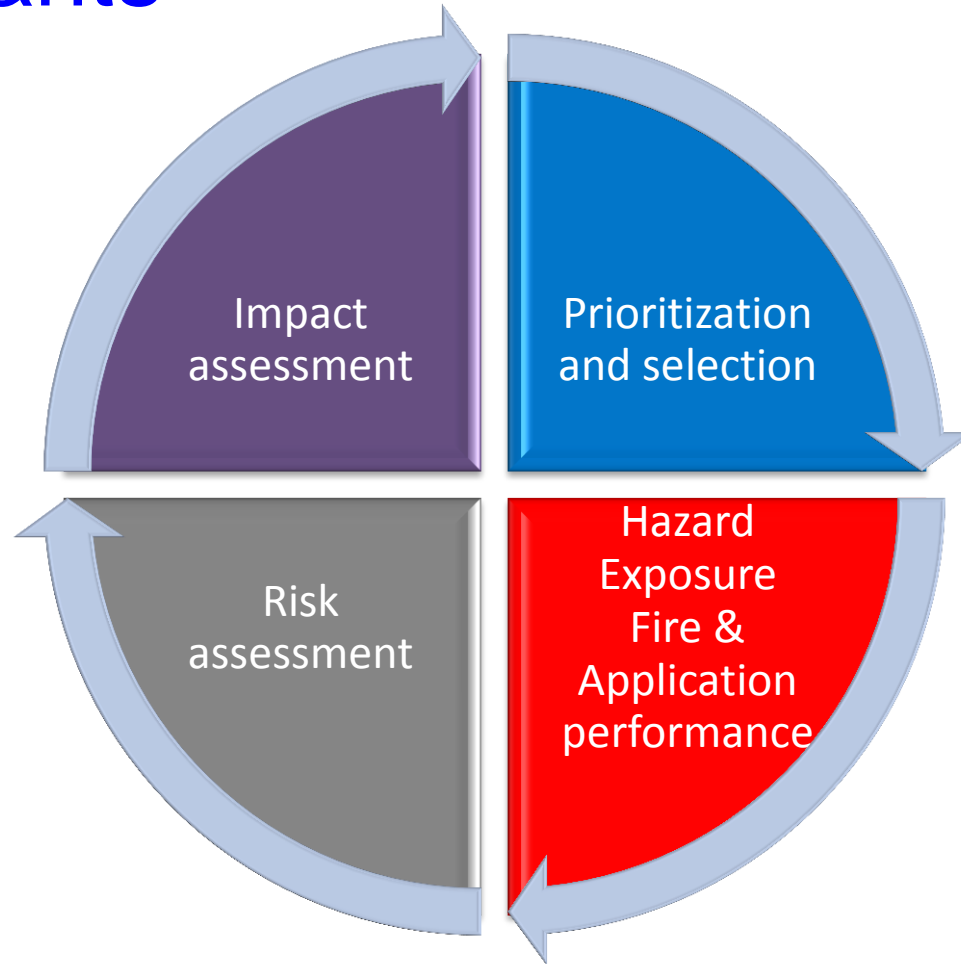 Impact
assessment
Prioritization
and selection
Risk
assessment
Hazard
Exposure
Fire &
Application
performance